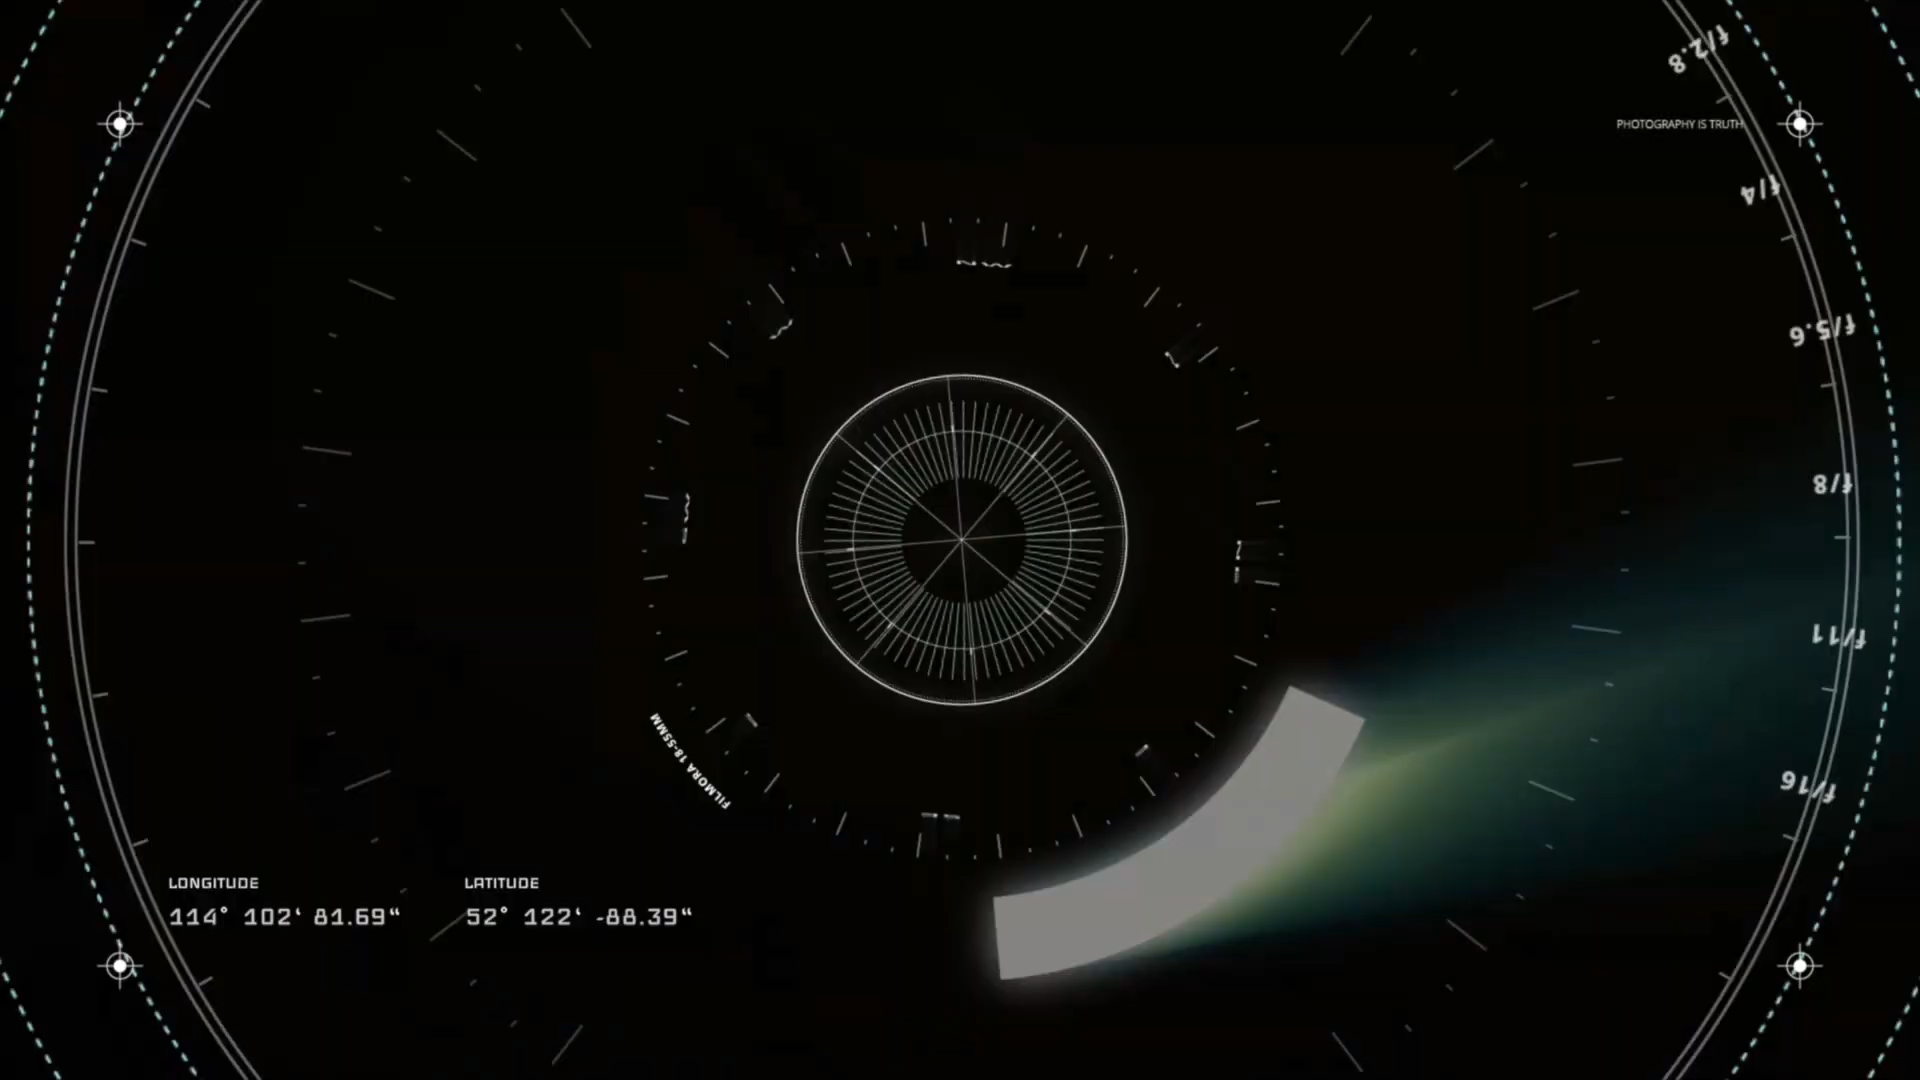 f/2.8
PHOTOGRAPHY IS TRUTH
f/4
f/5.6
f/8
f/11
f/16
FILMORA 18-55MM
LONGITUDE
114° 102‘ 81.69“
LATITUDE
52° 122‘ -88.39“